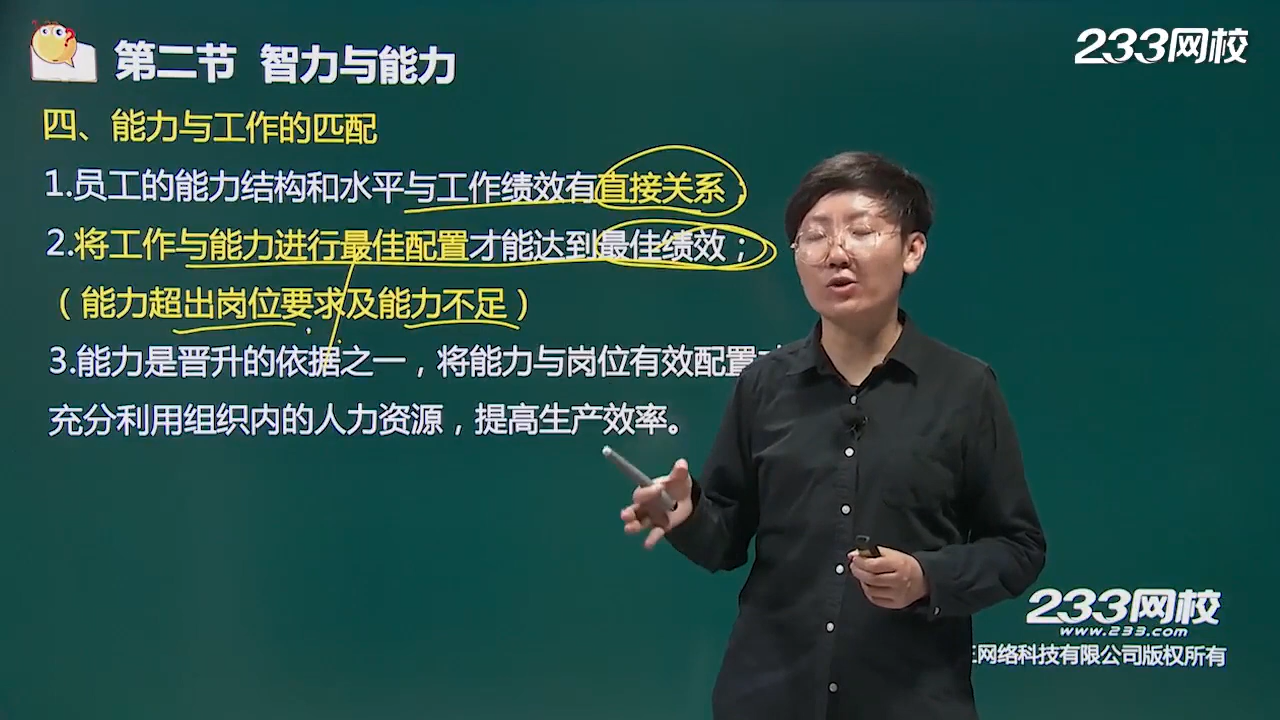 233网校
第二节 智力与能力
四、能力与工作的匹配
1.员工的能力结构和水平与工作绩效有直接关系.
2.将工作与能力进行最佳配置才能达到最佳绩效；
（能力超出岗位要求及能力不足）
3.能力是晋升的依据之一，将能力与岗位有效配置
充分利用组织内的人力资源，提高生产效率。
233网校
www.233.com
网络科技有限公司版权所有